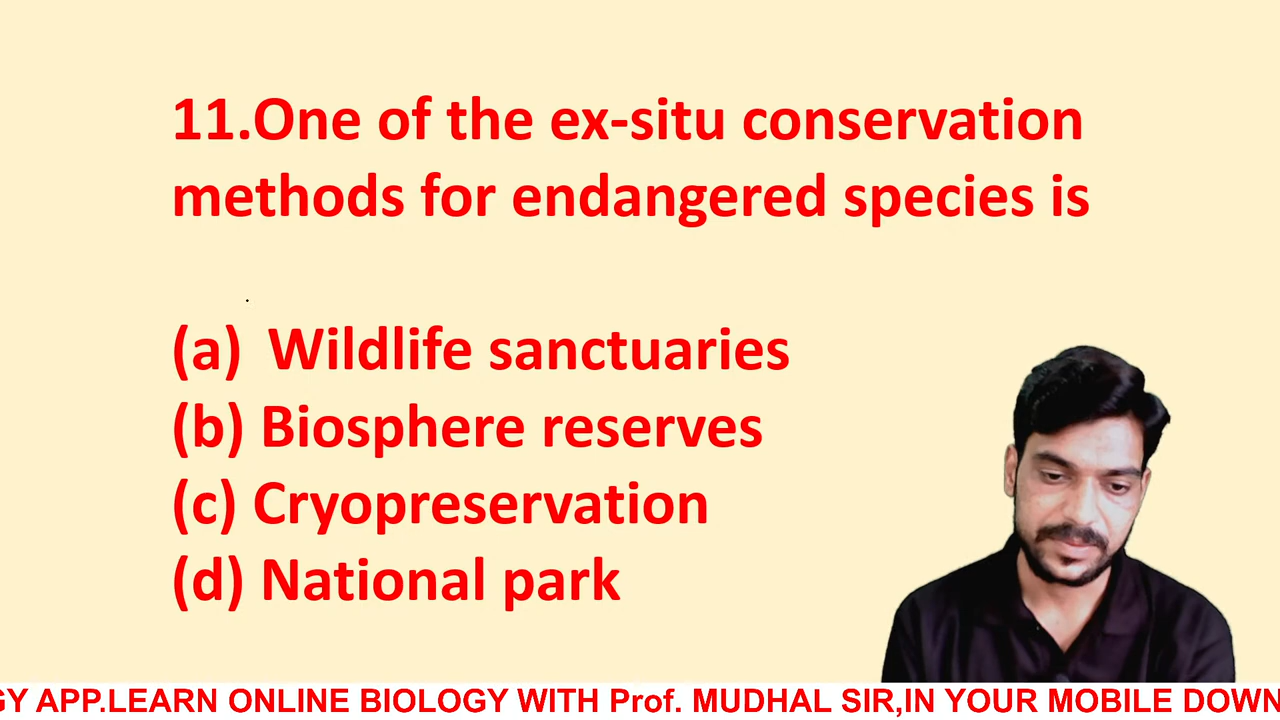 11.One of the ex-situ conservation
methods for endangered species is
(a) Wildlife sanctuaries
(b) Biosphere reserves
(c) Cryopreservation
(d) National park
GY APP.LEARN ONLINE BIOLOGY WITH Prof. MUDHAL SIR,IN YOUR MOBILE DOWN